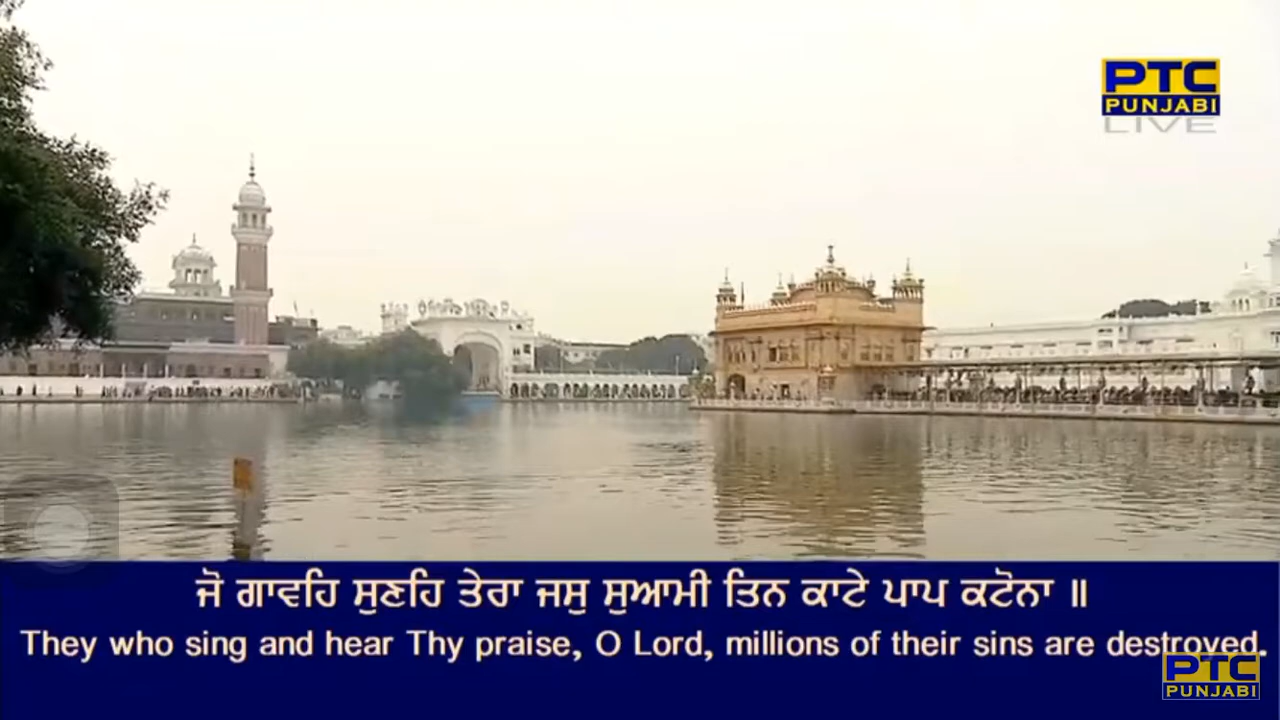 PTC
PUNJABI
LIVE
ਜੋ ਗਾਵਹਿ ਸੁਣਹਿ ਤੇਰਾ ਜਸੁ ਸੁਆਮੀ ਤਿਨ ਕਾਟੇ ਪਾਪ ਕਟੋਨਾ ॥
They who sing and hear Thy praise, O Lord, millions of their sins are destroyed.
PTC
PUNJABI